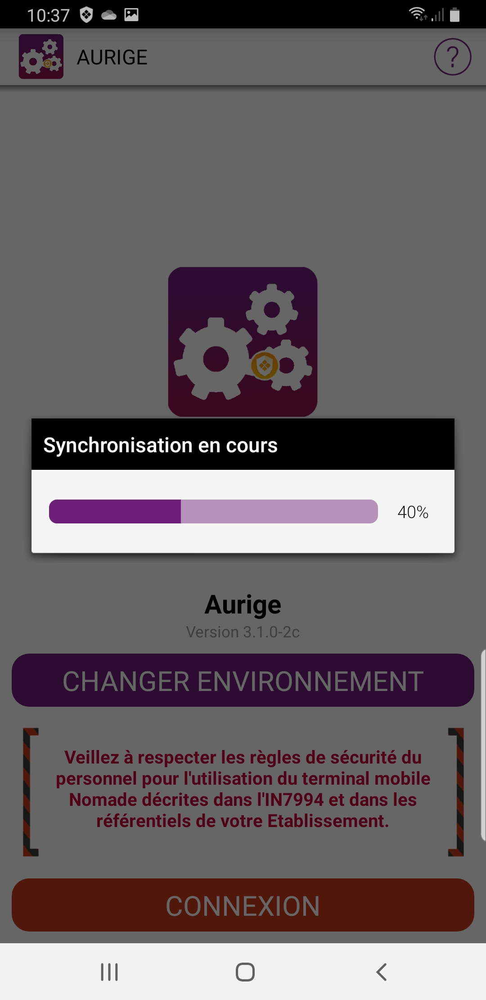 10:37
AURIGE
?
Synchronisation en cours
40%
Aurige
Version 3.1.0-2c
CHANGER ENVIRONNEMENT
Veillez à respecter les règles de sécurité du
personnel pour l'utilisation du terminal mobile
Nomade décrites dans l'IN7994 et dans les
référentiels de votre Etablissement.
CONNEXION